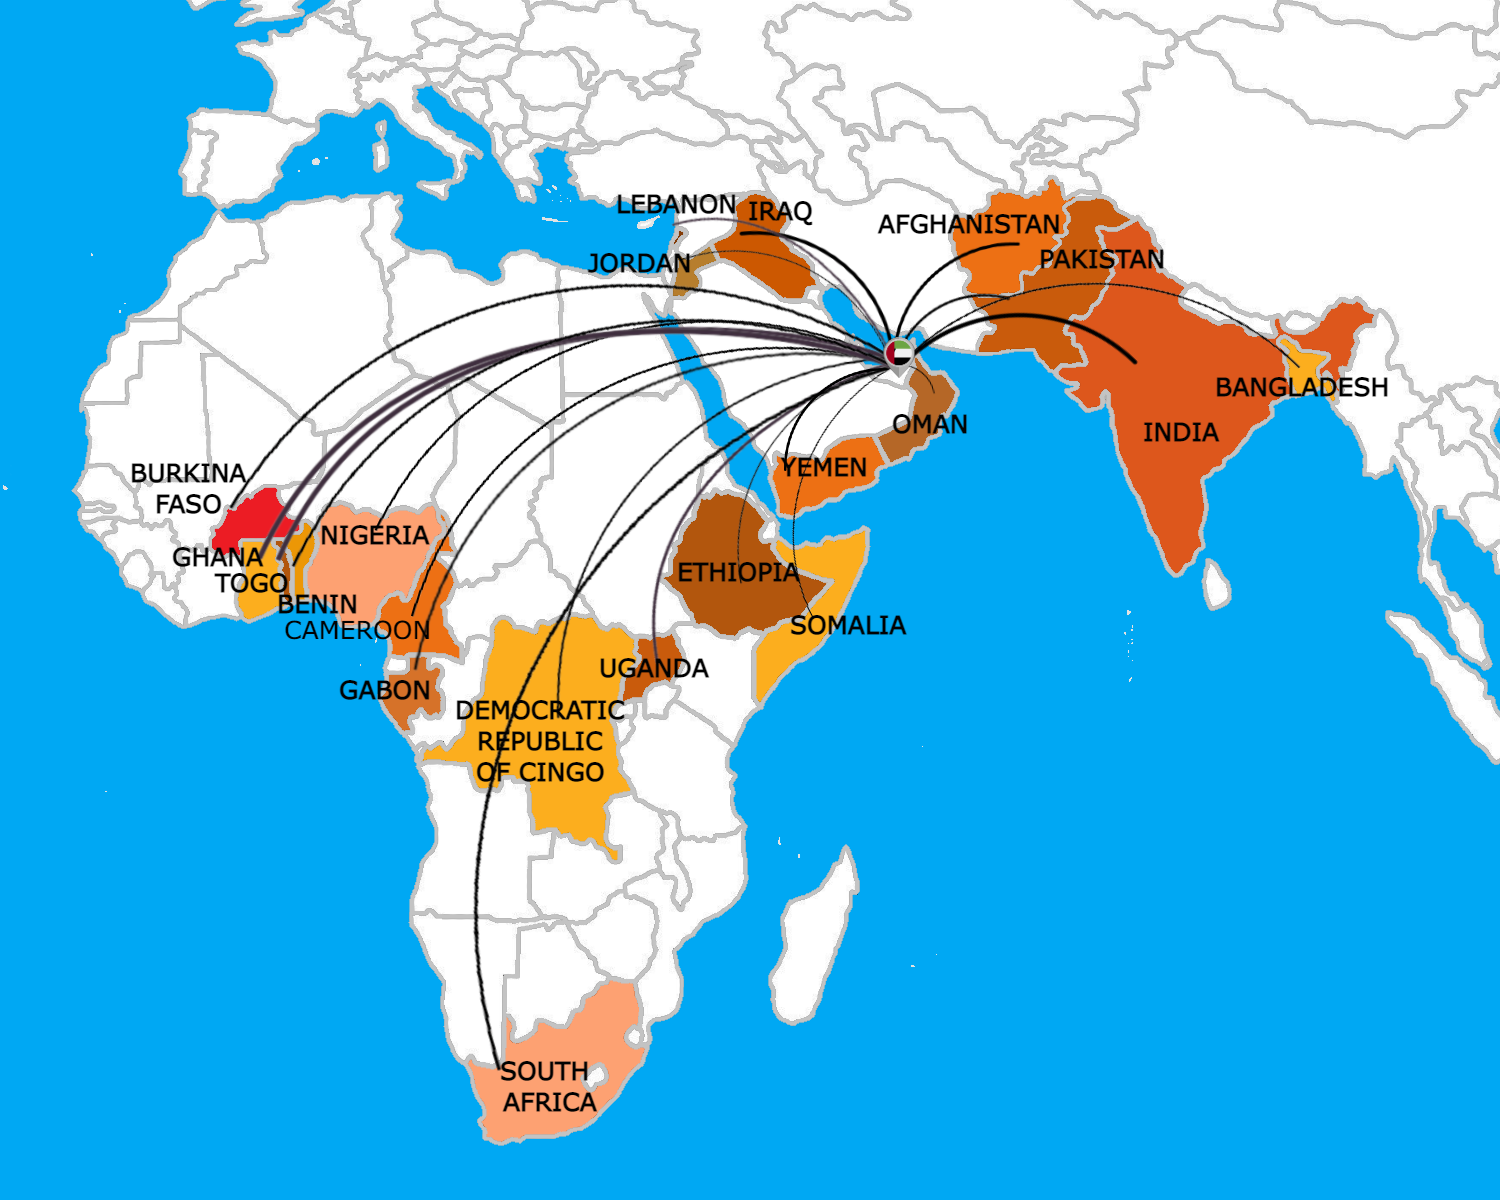 LEBANON
IRAQ
AFGHANISTAN
JORDAN
PAKISTAN
BANGLADESH
OMAN
INDIA
YEMEN
BURKINA
FASO
NIGERIA
GHANA
TOGO
ETHIOPIA
BENIN
CAMEROON
SOMALIA
UGANDA
GABON
DEMOCRATIC
REPUBLIC
OF CINGO
SOUTH
AFRICA